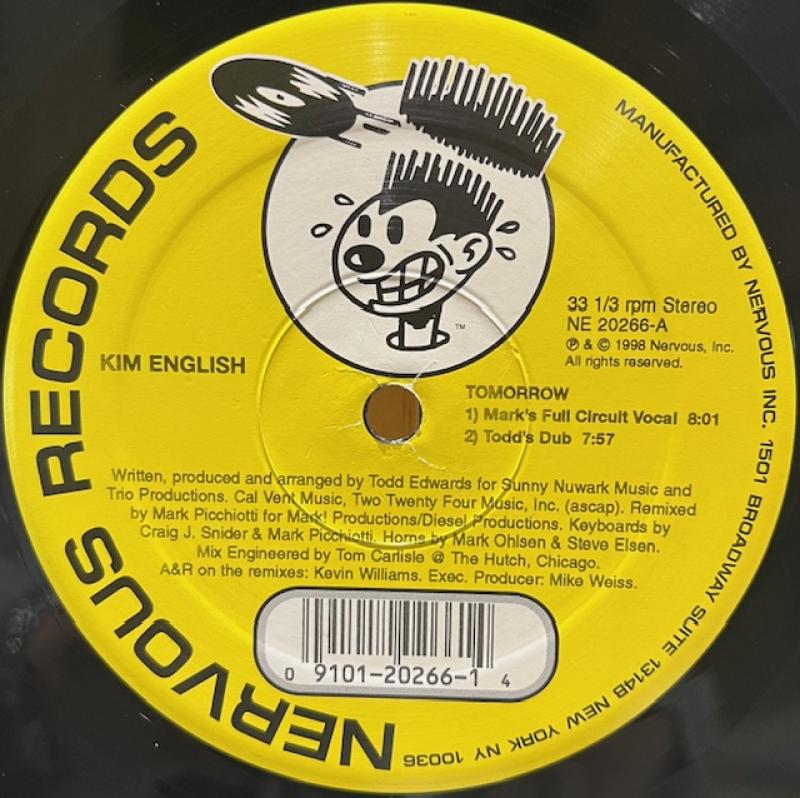 NERVOUS RECORDS
MANUFACTURED BY NERVOUS INC. 1501 BROADWAY SUITE 1314B NEW YORK NY 10036
TM
33 1/3 rpm Stereo
NE 20266-A
℗ & © 1998 Nervous, Inc.
All rights reserved.
KIM ENGLISH
TOMORROW
1) Mark's Full Circuit Vocal 8:01
2) Todd's Dub 7:57
Written, produced and arranged by Todd Edwards for Sunny Nuwark Music and
Trio Productions. Cal Vent Music, Two Twenty Four Music, Inc. (ascap). Remixed
by Mark Picchiotti for Mark! Productions/Diesel Productions. Keyboards by
Craig J. Snider & Mark Picchiotti. Horns by Mark Ohlsen & Steve Eisen.
Mix Engineered by Tom Carlisle @ The Hutch, Chicago.
A&R on the remixes: Kevin Williams. Exec. Producer: Mike Weiss.
0 9101-20266-1 4